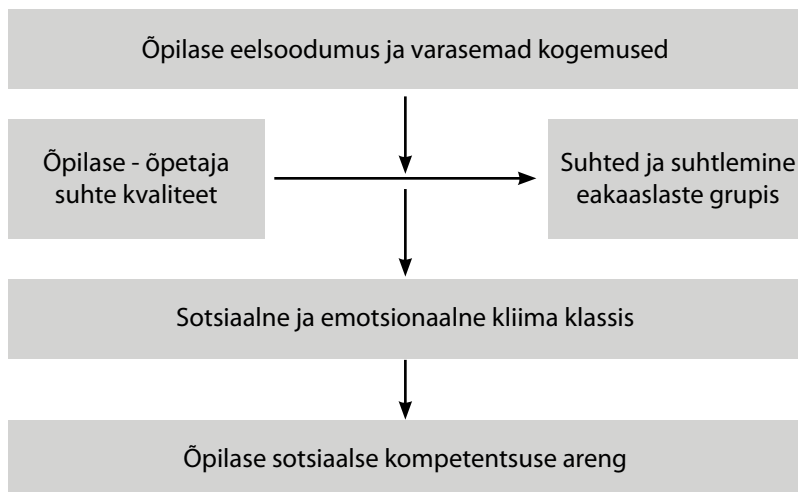 Õpilase eelsoodumus ja varasemad kogemused
Õpilase - õpetaja
suhte kvaliteet
Suhted ja suhtlemine
eakaaslaste grupis
Sotsiaalne ja emotsionaalne kliima klassis
Õpilase sotsiaalse kompetentsuse areng